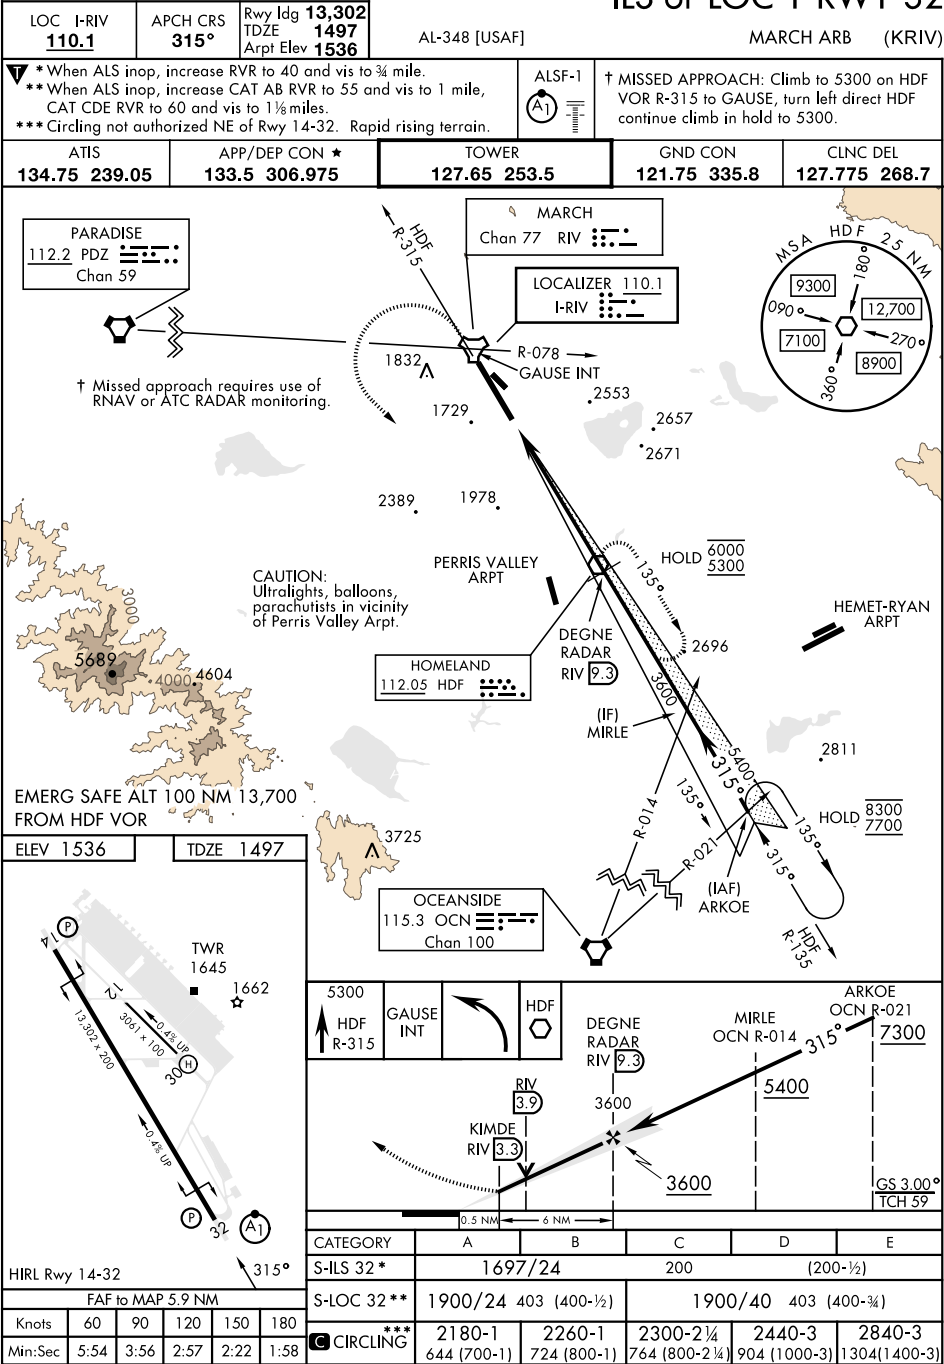 LOC I-RIV
110.1
APCH CRS
315°
Rwy ldg 13,302
TDZE 1497
Arpt Elev 1536
AL-348 [USAF]
MARCH ARB (KRIV)
T * When ALS inop, increase RVR to 40 and vis to ¾ mile.
** When ALS inop, increase CAT AB RVR to 55 and vis to 1 mile,
CAT CDE RVR to 60 and vis to 1⅛ miles.
*** Circling not authorized NE of Rwy 14-32. Rapid rising terrain.
ALSF-1
A1
† MISSED APPROACH: Climb to 5300 on HDF
VOR R-315 to GAUSE, turn left direct HDF
continue climb in hold to 5300.
ATIS
134.75 239.05
APP/DEP CON ★
133.5 306.975
TOWER
127.65 253.5
GND CON
121.75 335.8
CLNC DEL
127.775 268.7
PARADISE
112.2 PDZ
Chan 59
HDF
R-315
MARCH
Chan 77 RIV
LOCALIZER 110.1
I-RIV
MSA HDF 25 NM
180°
9300
12,700
090°
7100
270°
8900
360°
R-078
GAUSE INT
1832
† Missed approach requires use of
RNAV or ATC RADAR monitoring.
1729
2553
2657
2671
2389
1978
PERRIS VALLEY
ARPT
HOLD 6000
5300
135°
CAUTION:
Ultralights, balloons,
parachutists in vicinity
of Perris Valley Arpt.
HEMET-RYAN
ARPT
3000
5689
4000
4604
DEGNE
RADAR
RIV 9.3
2696
HOMELAND
112.05 HDF
3600
(IF)
MIRLE
5400
315°
2811
135°
EMERG SAFE ALT 100 NM 13,700
FROM HDF VOR
HOLD 8300
7700
135°
R-014
R-021
315°
3725
(IAF)
ARKOE
OCEANSIDE
115.3 OCN
Chan 100
HDF
R-135
ELEV 1536
TDZE 1497
P
14
TWR
1645
1662
12
13,302 x 200
3061 x 100
0.4% UP
30
H
0.4% UP
P
32
A1
HIRL Rwy 14-32
315°
FAF to MAP 5.9 NM
Knots 60 90 120 150 180
Min:Sec 5:54 3:56 2:57 2:22 1:58
5300
HDF
R-315
GAUSE
INT
HDF
DEGNE
RADAR
RIV 9.3
MIRLE
OCN R-014
ARKOE
OCN R-021
7300
315°
5400
RIV
3.9
3600
KIMDE
RIV 3.3
3600
GS 3.00°
TCH 59
0.5 NM
6 NM
CATEGORY A B C D E
S-ILS 32 * 1697/24 200 (200-½)
S-LOC 32 ** 1900/24 403 (400-½) 1900/40 403 (400-¾)
C CIRCLING *** 2180-1 2260-1 2300-2¼ 2440-3 2840-3
644 (700-1) 724 (800-1) 764 (800-2¼) 904 (1000-3) 1304(1400-3)